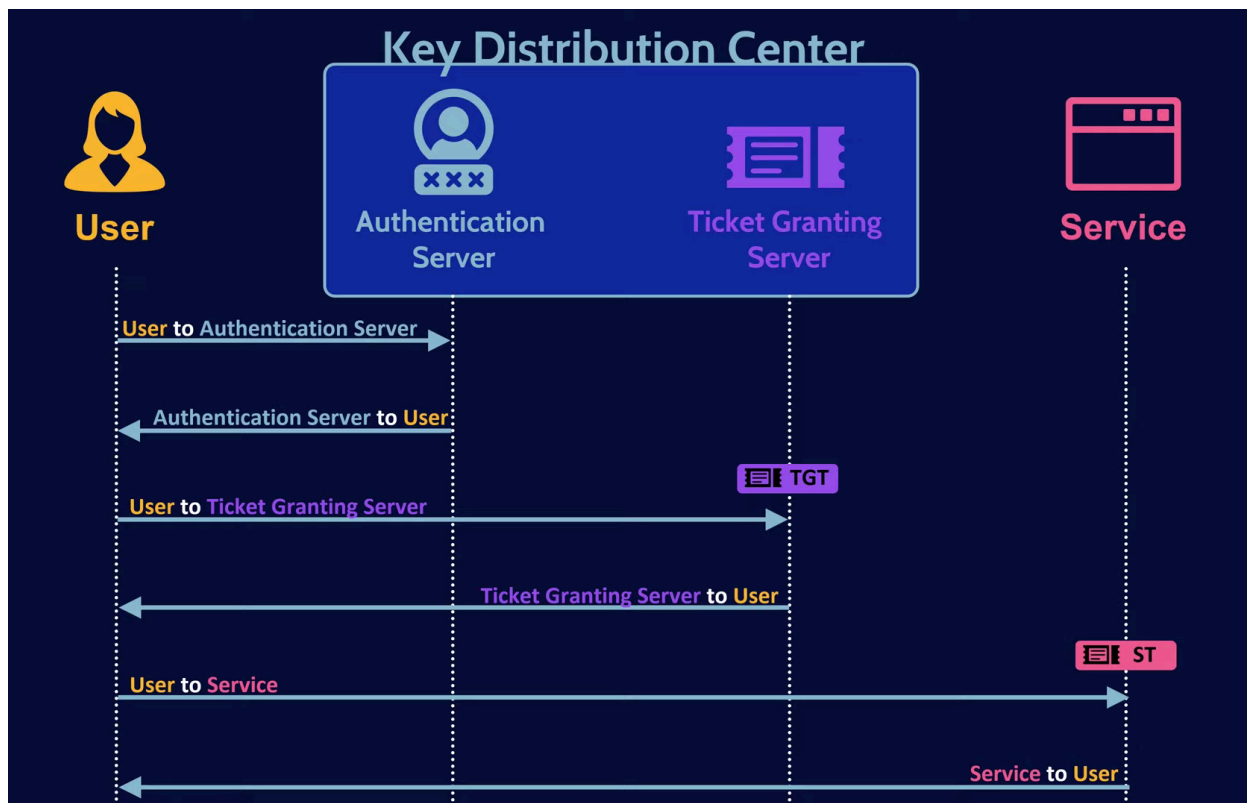 Key Distribution Center
User
Authentication
Server
Ticket Granting
Server
Service
User to Authentication Server
Authentication Server to User
TGT
User to Ticket Granting Server
Ticket Granting Server to User
ST
User to Service
Service to User